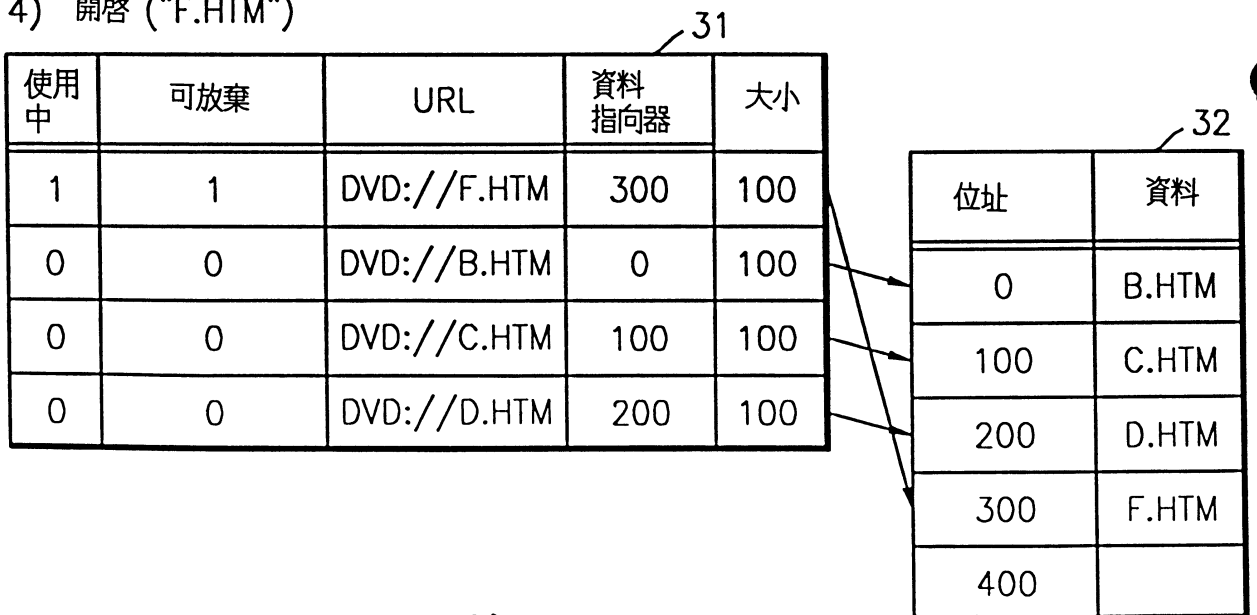 4) 開啓 ("F.HTM")
31
使用中 可放棄 URL 資料指向器 大小
1 1 DVD://F.HTM 300 100
0 0 DVD://B.HTM 0 100
0 0 DVD://C.HTM 100 100
0 0 DVD://D.HTM 200 100
32
位址 資料
0 B.HTM
100 C.HTM
200 D.HTM
300 F.HTM
400